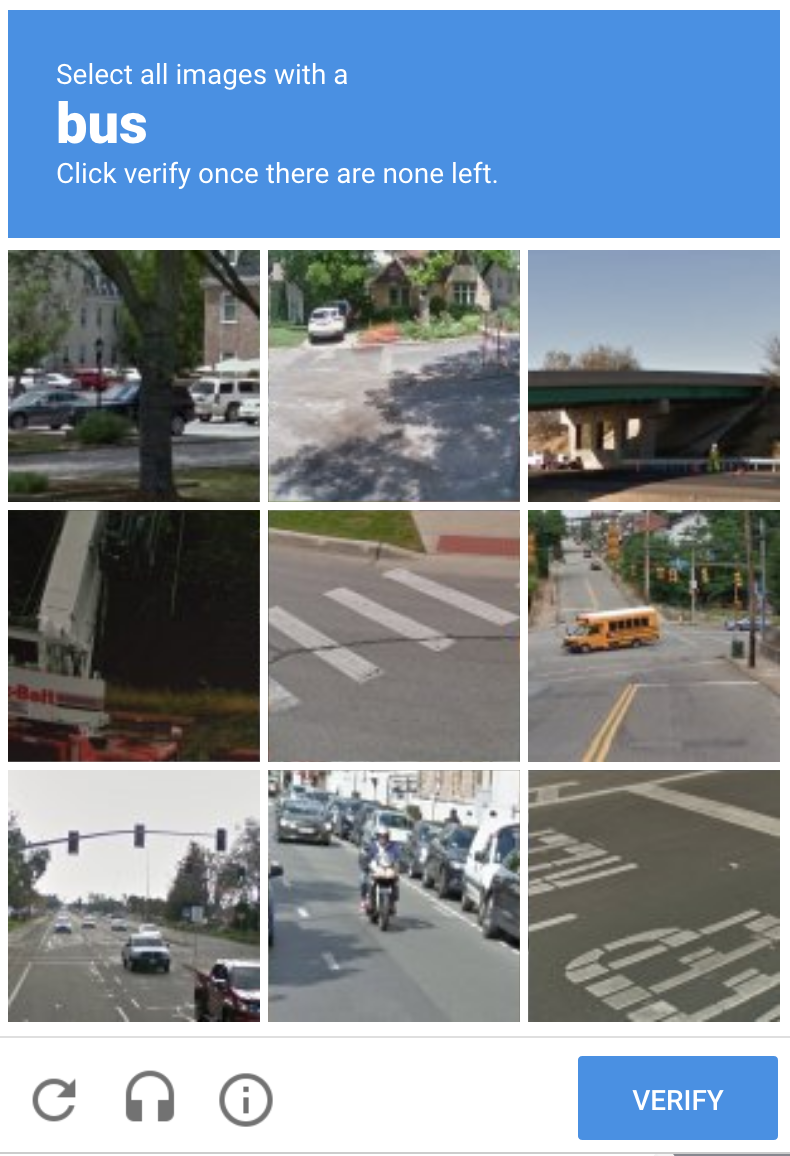 Select all images with a
bus
Click verify once there are none left.
-Belt
VERIFY